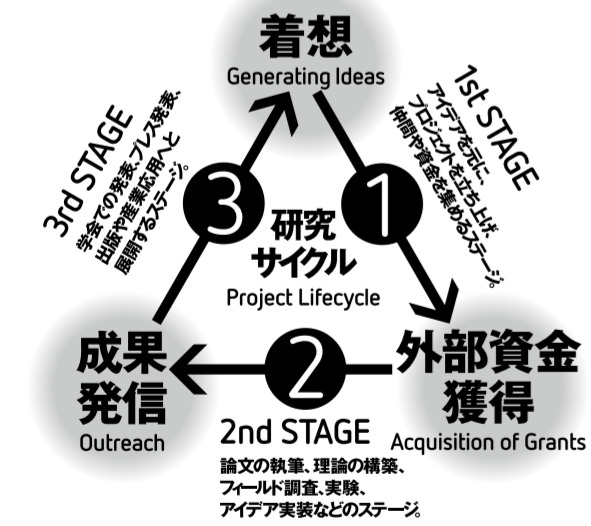 着想
Generating Ideas
1st STAGE
アイデアを元に、
プロジェクトを立ち上げ、
仲間や資金を集めるステージ。
1
外部資金
獲得
Acquisition of Grants
2
2nd STAGE
論文の執筆、理論の構築、
フィールド調査、実験、
アイデア実装などのステージ。
成果
発信
Outreach
3
3rd STAGE
学会での発表、プレス発表、
出版や産業応用へと
展開するステージ。
研究
サイクル
Project Lifecycle